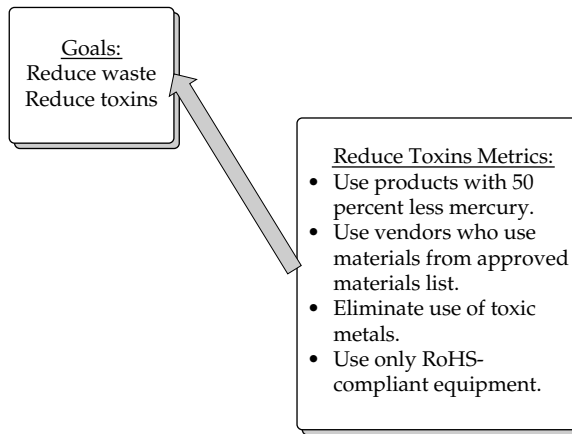 Goals:
Reduce waste
Reduce toxins
Reduce Toxins Metrics:
• Use products with 50
percent less mercury.
• Use vendors who use
materials from approved
materials list.
• Eliminate use of toxic
metals.
• Use only RoHS-
compliant equipment.